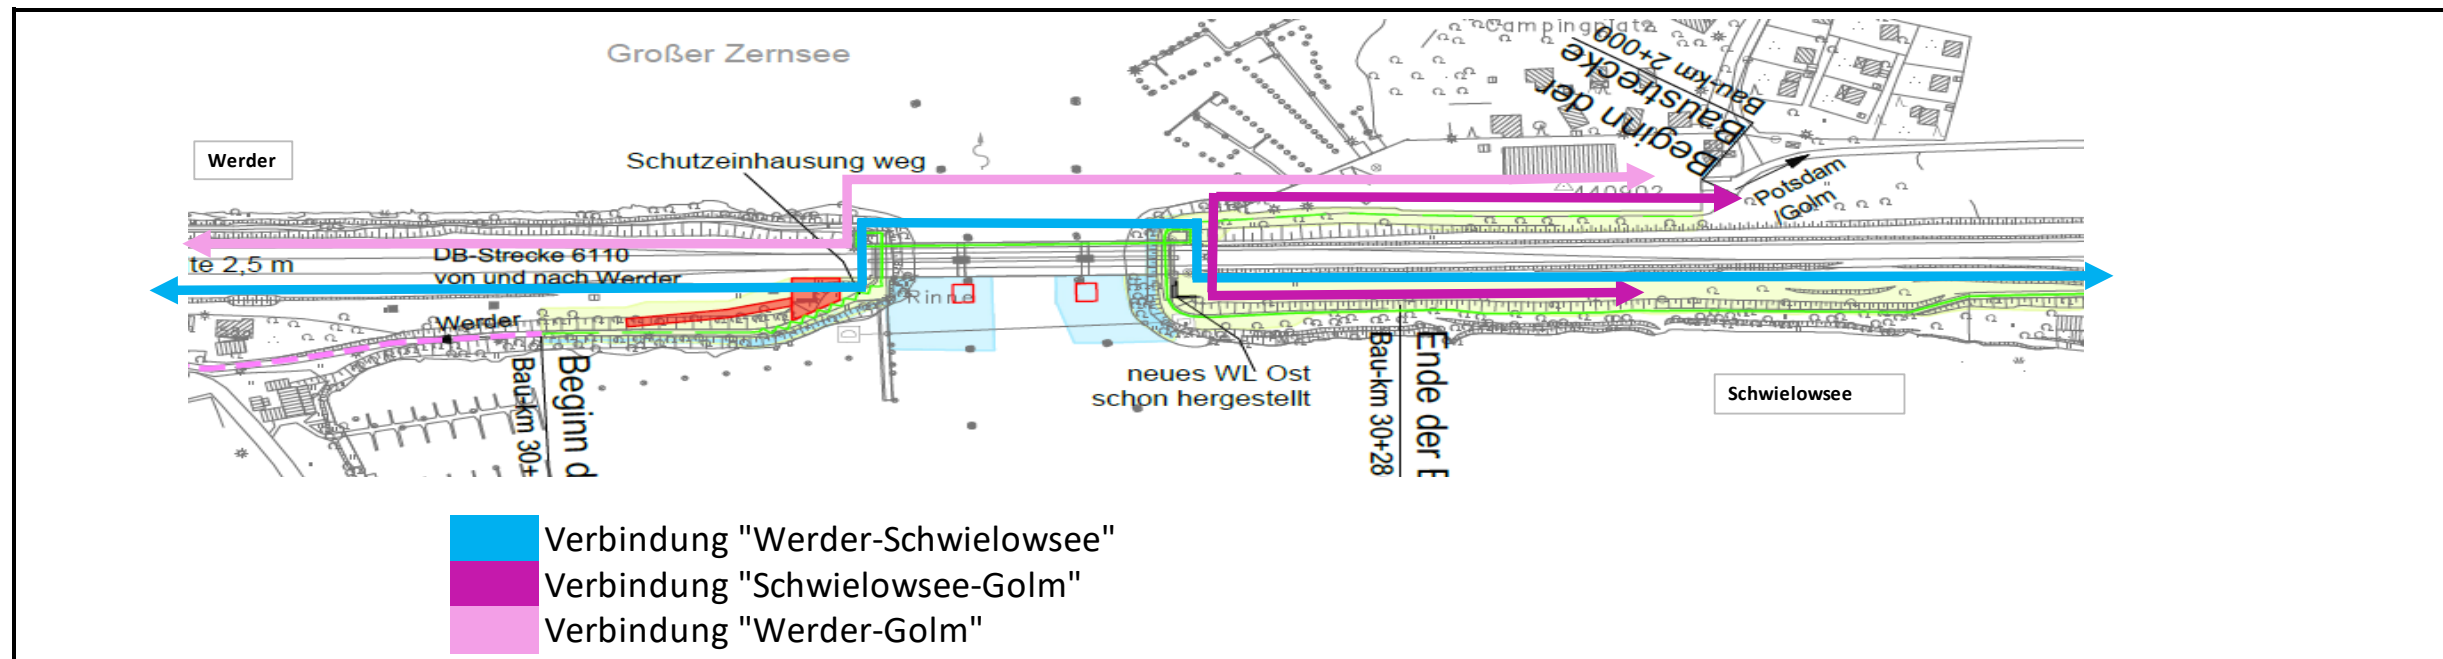 Großer Zernsee
Campingplatz
Bau-km 2+000
Beginn der
Baustrecke
Werder
Schutzeinhausung weg
Potsdam
/Golm
440902
DB-Strecke 6110
von und nach Werder
te 2,5 m
Rinne
Werder
Beginn d
Bau-km 30+
neues WL Ost
schon hergestellt
Ende der E
Bau-km 30+28
Schwielowsee
Verbindung "Werder-Schwielowsee"
Verbindung "Schwielowsee-Golm"
Verbindung "Werder-Golm"